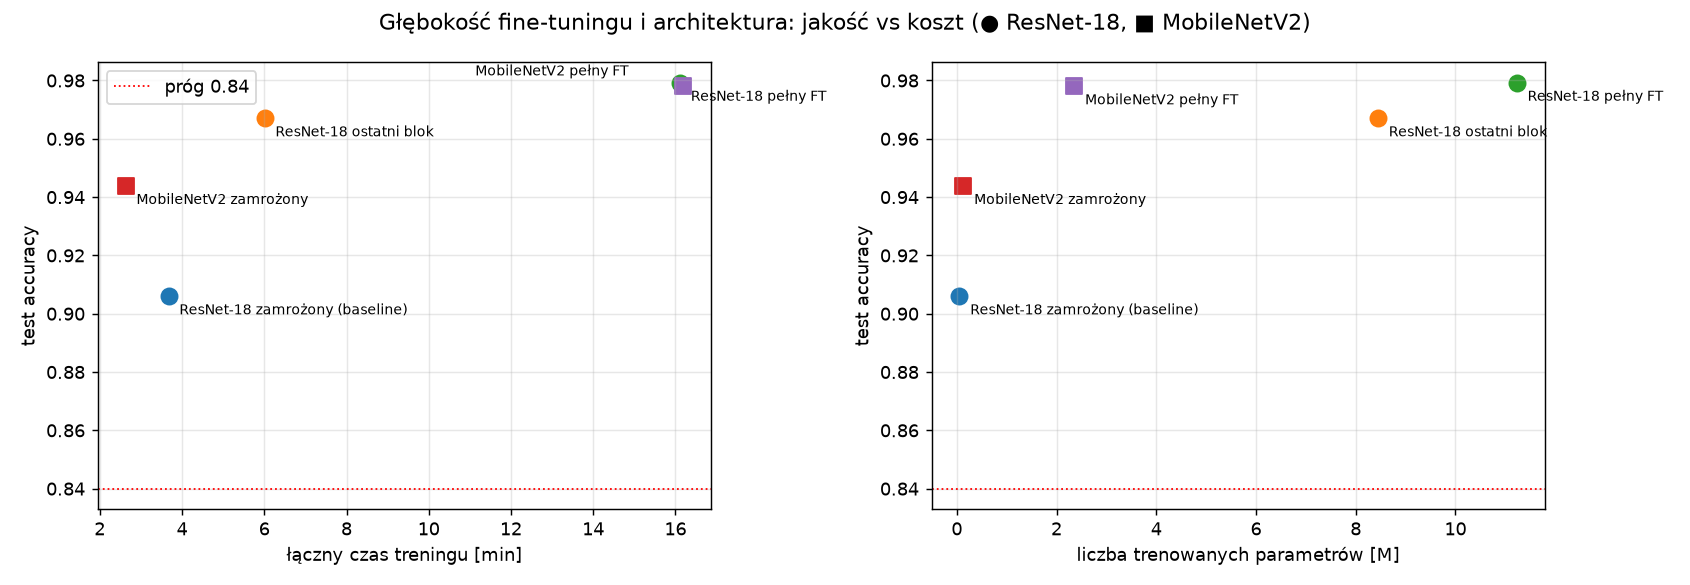 Głębokość fine-tuningu i architektura: jakość vs koszt (● ResNet-18, ■ MobileNetV2)
próg 0.84
MobileNetV2 pełny FT
ResNet-18 pełny FT
ResNet-18 ostatni blok
MobileNetV2 zamrożony
ResNet-18 zamrożony (baseline)
0.98
0.96
0.94
0.92
0.90
0.88
0.86
0.84
test accuracy
2 4 6 8 10 12 14 16
łączny czas treningu [min]
MobileNetV2 pełny FT
ResNet-18 pełny FT
ResNet-18 ostatni blok
MobileNetV2 zamrożony
ResNet-18 zamrożony (baseline)
0.98
0.96
0.94
0.92
0.90
0.88
0.86
0.84
test accuracy
0 2 4 6 8 10
liczba trenowanych parametrów [M]